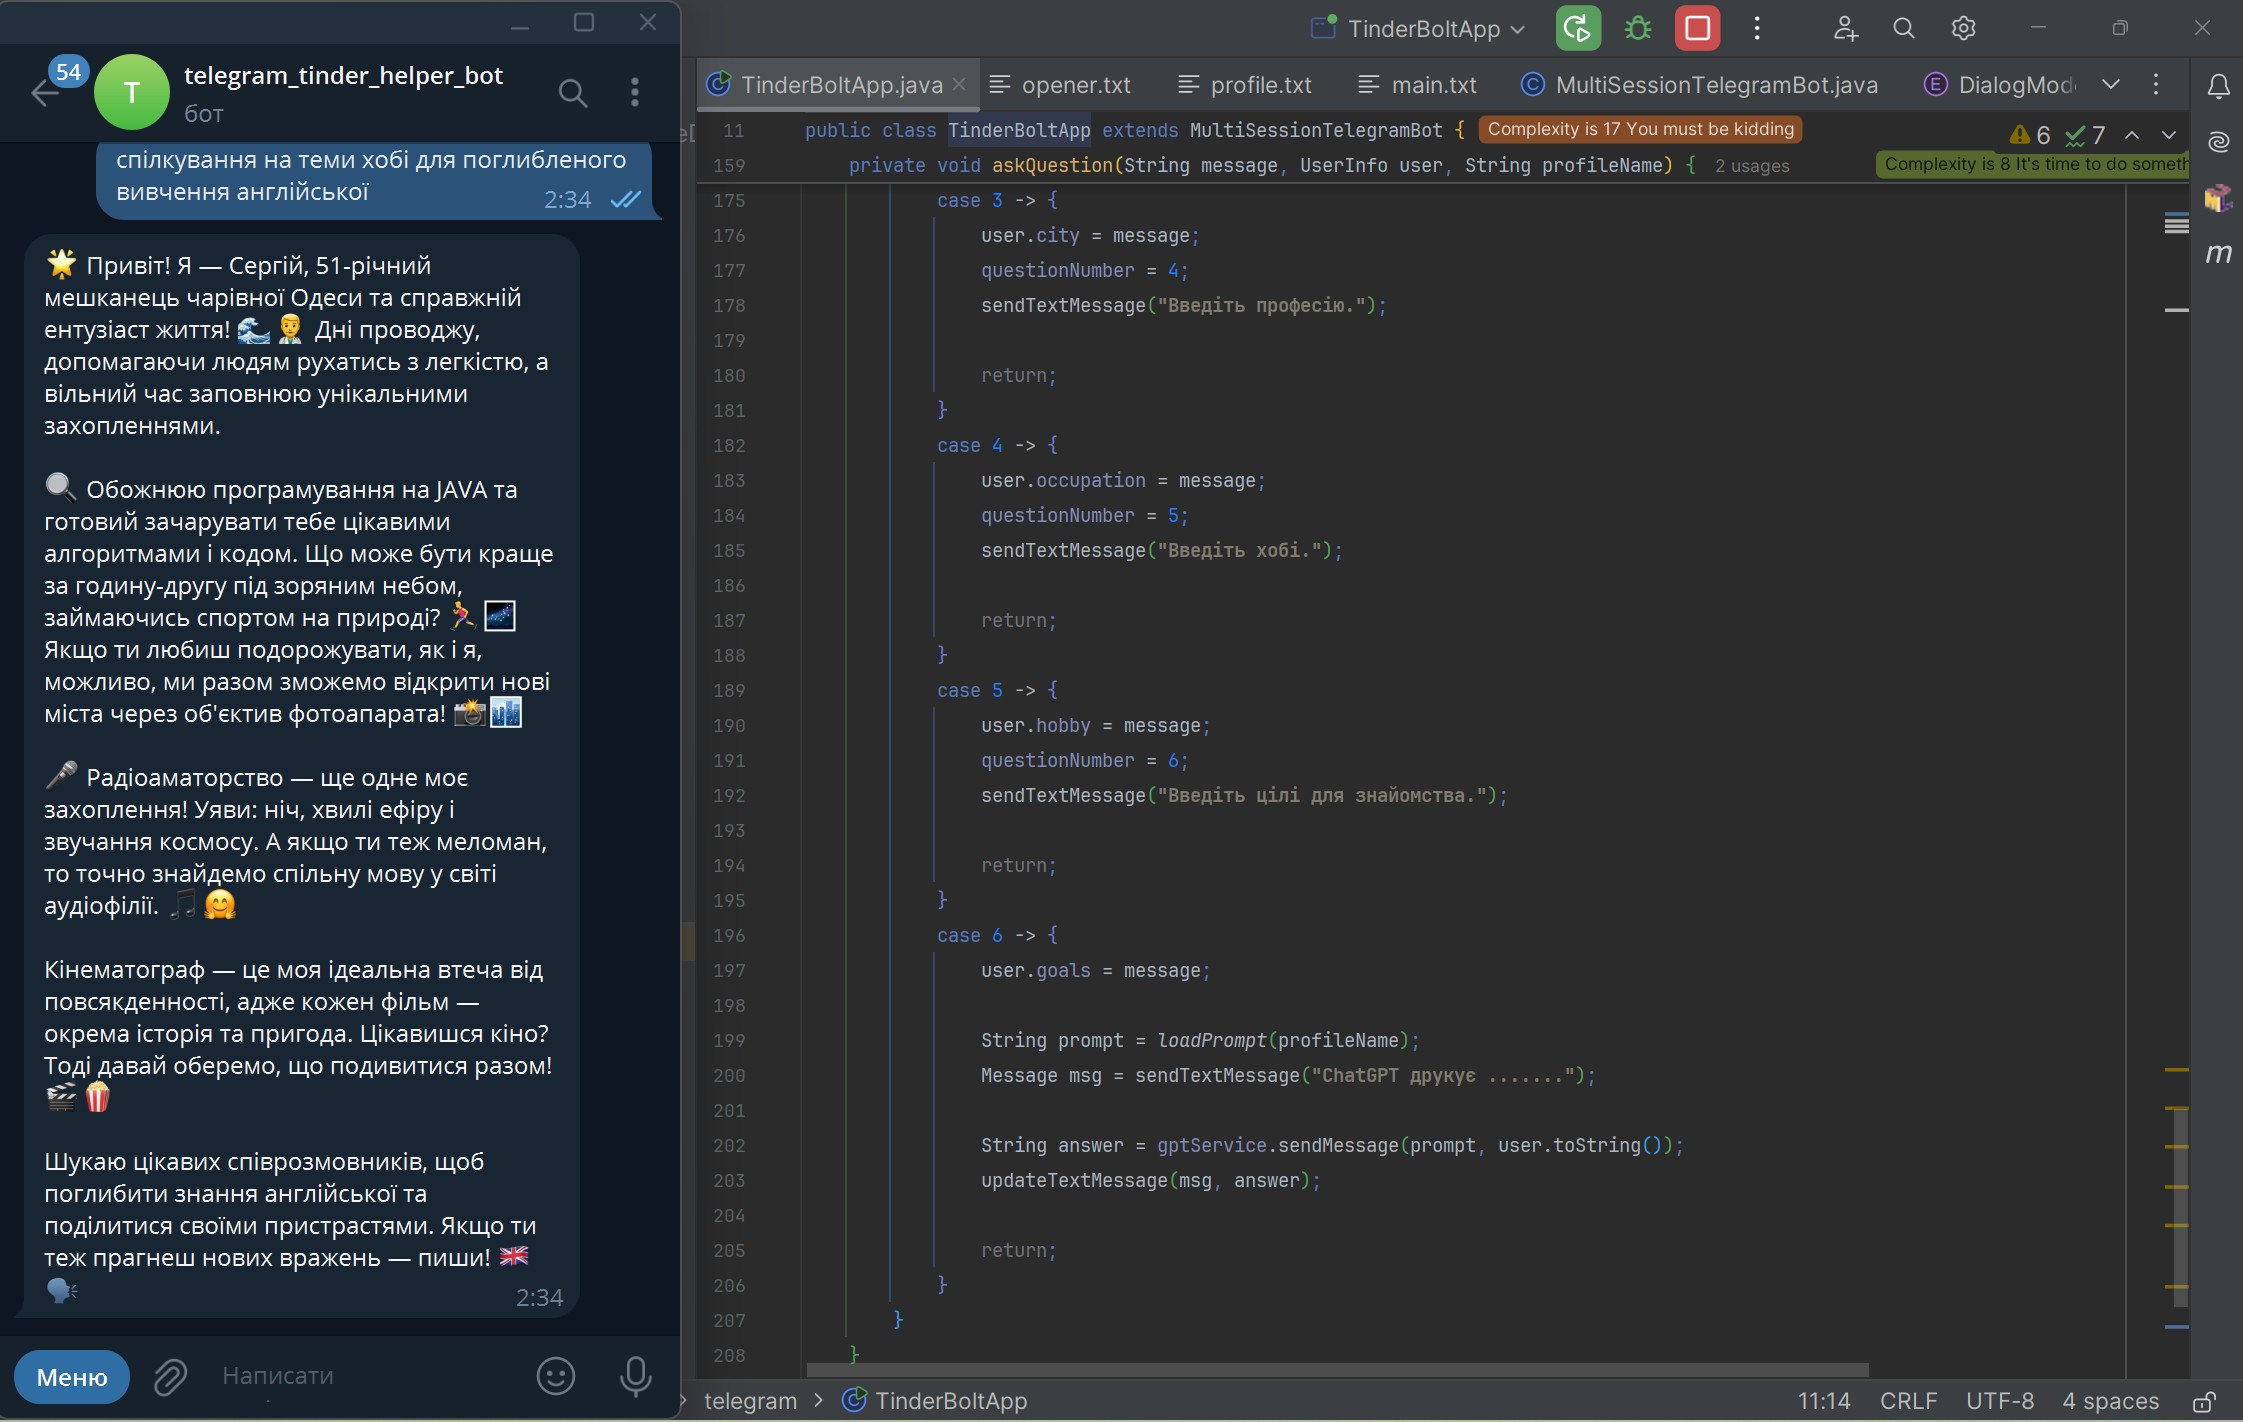 54
T
telegram_tinder_helper_bot
бот
спілкування на теми хобі для поглибленого
вивчення англійської
2:34
Привіт! Я — Сергій, 51-річний
мешканець чарівної Одеси та справжній
ентузіаст життя! Дні проводжу,
допомагаючи людям рухатись з легкістю, а
вільний час заповнюю унікальними
захопленнями.
Обожнюю програмування на JAVA та
готовий зачарувати тебе цікавими
алгоритмами і кодом. Що може бути краще
за годину-другу під зоряним небом,
займаючись спортом на природі?
Якщо ти любиш подорожувати, як і я,
можливо, ми разом зможемо відкрити нові
міста через об'єктив фотоапарата!
Радіоаматорство — ще одне моє
захоплення! Уяви: ніч, хвилі ефіру і
звучання космосу. А якщо ти теж меломан,
то точно знайдемо спільну мову у світі
аудіофілії.
Кінематограф — це моя ідеальна втеча від
повсякденності, адже кожен фільм —
окрема історія та пригода. Цікавишся кіно?
Тоді давай оберемо, що подивитися разом!
Шукаю цікавих співрозмовників, щоб
поглибити знання англійської та
поділитися своїми пристрастями. Якщо ти
теж прагнеш нових вражень — пиши!
2:34
Меню
Написати
TinderBoltApp
TinderBoltApp.java opener.txt profile.txt main.txt MultiSessionTelegramBot.java DialogMod
11 public class TinderBoltApp extends MultiSessionTelegramBot { Complexity is 17 You must be kidding 6 7
159 private void askQuestion(String message, UserInfo user, String profileName) { 2 usages Complexity is 8 It's time to do someth
175 case 3 -> {
176 user.city = message;
177 questionNumber = 4;
178 sendTextMessage("Введіть професію.");
179
180 return;
181 }
182 case 4 -> {
183 user.occupation = message;
184 questionNumber = 5;
185 sendTextMessage("Введіть хобі.");
186
187 return;
188 }
189 case 5 -> {
190 user.hobby = message;
191 questionNumber = 6;
192 sendTextMessage("Введіть цілі для знайомства.");
193
194 return;
195 }
196 case 6 -> {
197 user.goals = message;
198
199 String prompt = loadPrompt(profileName);
200 Message msg = sendTextMessage("ChatGPT друкує .......");
201
202 String answer = gptService.sendMessage(prompt, user.toString());
203 updateTextMessage(msg, answer);
204
205 return;
206 }
207 }
208 }
m
telegram > TinderBoltApp
11:14 CRLF UTF-8 4 spaces